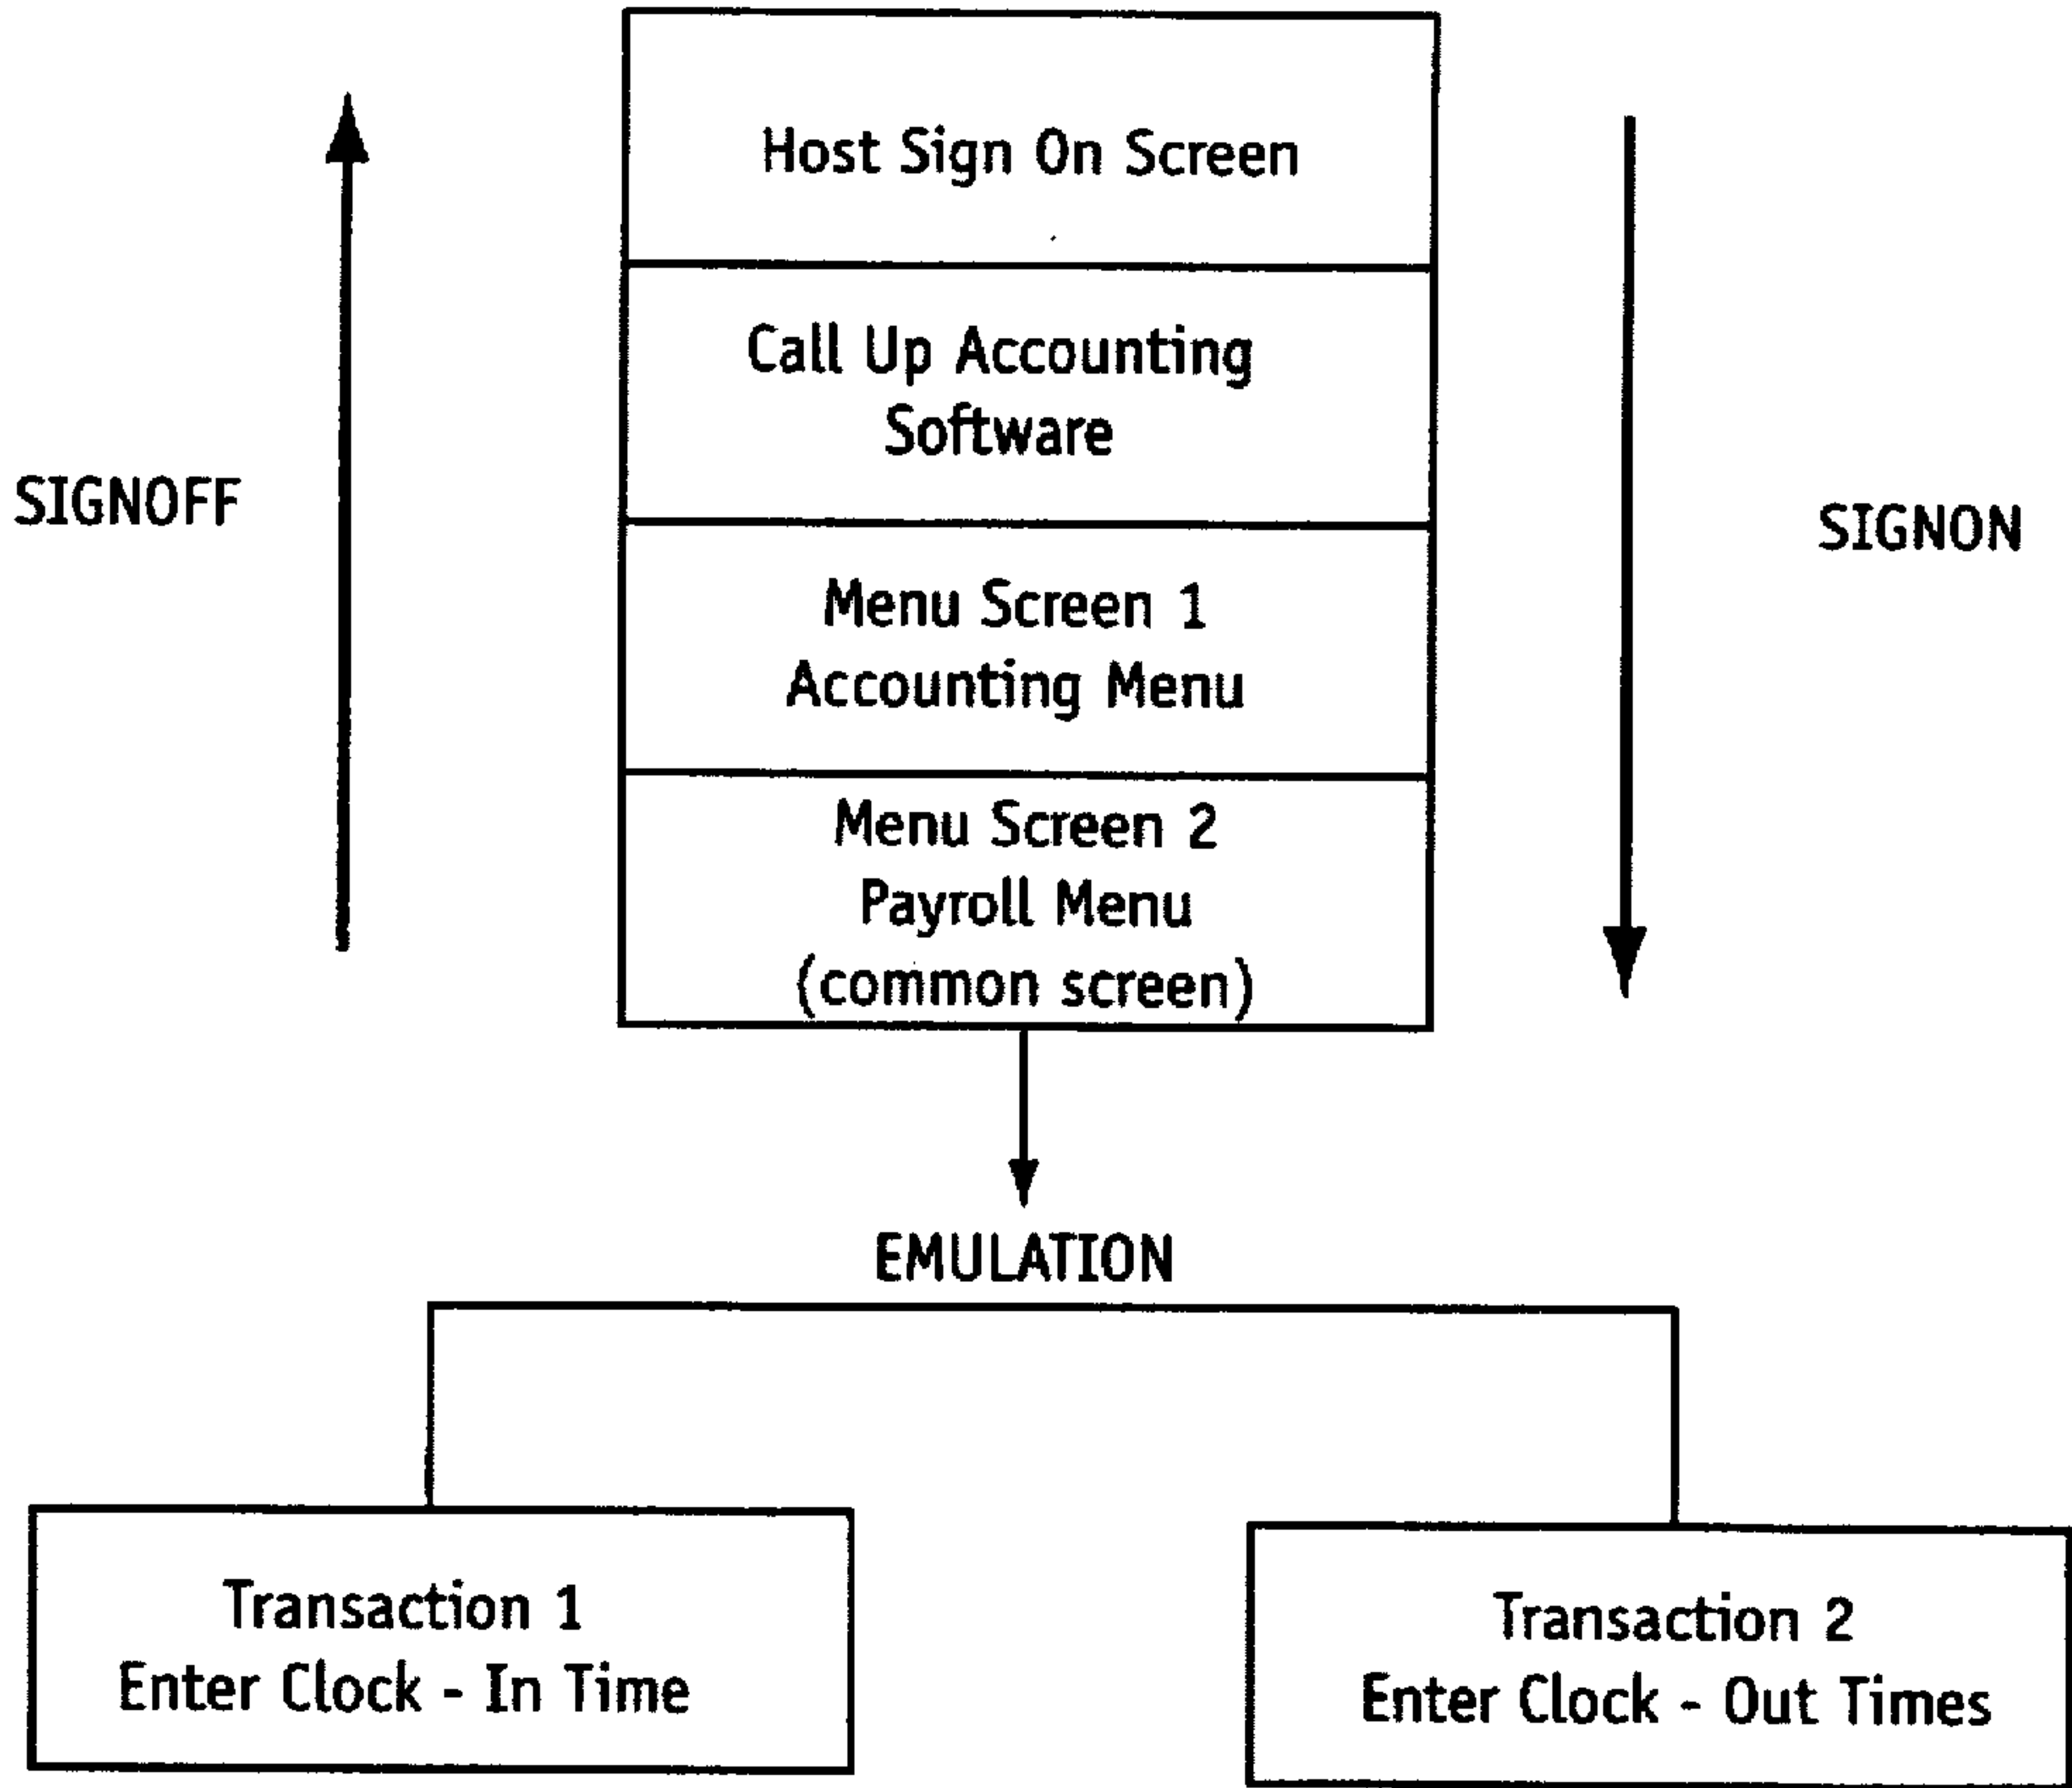 Host Sign On Screen
Call Up Accounting
Software
SIGNOFF
SIGNON
Menu Screen 1
Accounting Menu
Menu Screen 2
Payroll Menu
(common screen)
EMULATION
Transaction 1
Enter Clock - In Time
Transaction 2
Enter Clock - Out Times